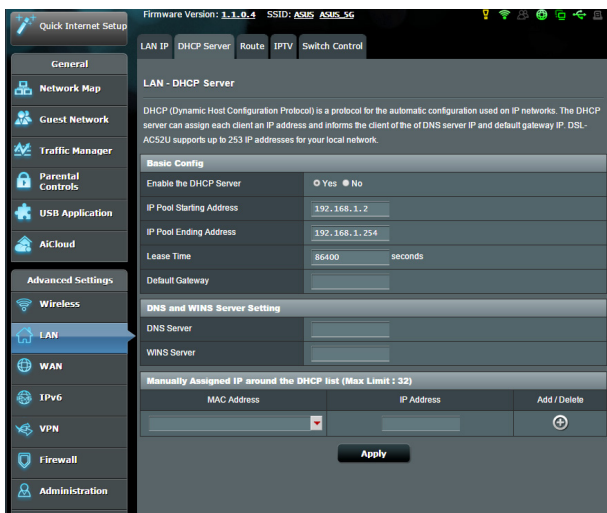 Quick Internet Setup
General
Network Map
Guest Network
Traffic Manager
Parental
Controls
USB Application
AiCloud
Advanced Settings
Wireless
LAN
WAN
IPv6
VPN
Firewall
Administration
Firmware Version: 1.1.0.4 SSID: ASUS ASUS_5G
LAN IP DHCP Server Route IPTV Switch Control
LAN - DHCP Server
DHCP (Dynamic Host Configuration Protocol) is a protocol for the automatic configuration used on IP networks. The DHCP
server can assign each client an IP address and informs the client of the of DNS server IP and default gateway IP. DSL-
AC52U supports up to 253 IP addresses for your local network.
Basic Config
Enable the DHCP Server Yes No
IP Pool Starting Address 192.168.1.2
IP Pool Ending Address 192.168.1.254
Lease Time 86400 seconds
Default Gateway
DNS and WINS Server Setting
DNS Server
WINS Server
Manually Assigned IP around the DHCP list (Max Limit : 32)
MAC Address IP Address Add / Delete
Apply